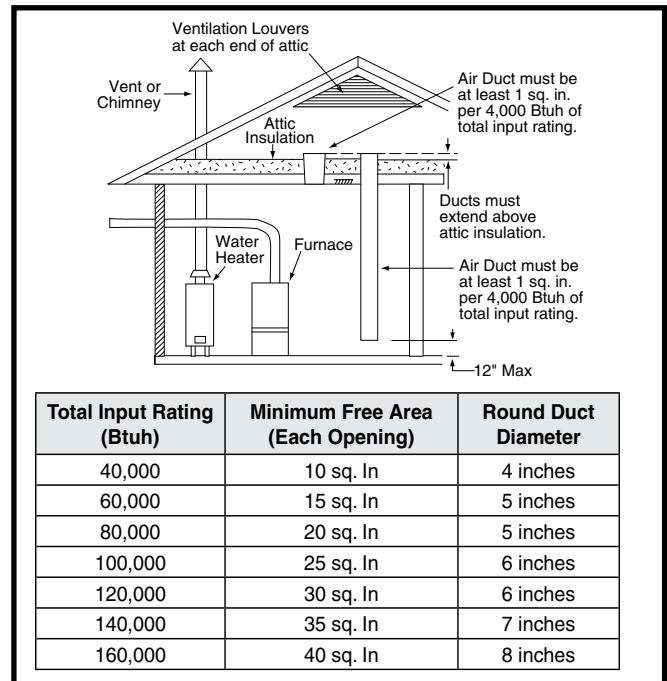 Ventilation Louvers
at each end of attic
Vent or
Chimney
Attic
Insulation
Air Duct must be
at least 1 sq. in.
per 4,000 Btuh of
total input rating.
Ducts must
extend above
attic insulation.
Water
Heater
Furnace
Air Duct must be
at least 1 sq. in.
per 4,000 Btuh of
total input rating.
12" Max
Total Input Rating (Btuh) Minimum Free Area (Each Opening) Round Duct Diameter
40,000 10 sq. In 4 inches
60,000 15 sq. In 5 inches
80,000 20 sq. In 5 inches
100,000 25 sq. In 6 inches
120,000 30 sq. In 6 inches
140,000 35 sq. In 7 inches
160,000 40 sq. In 8 inches